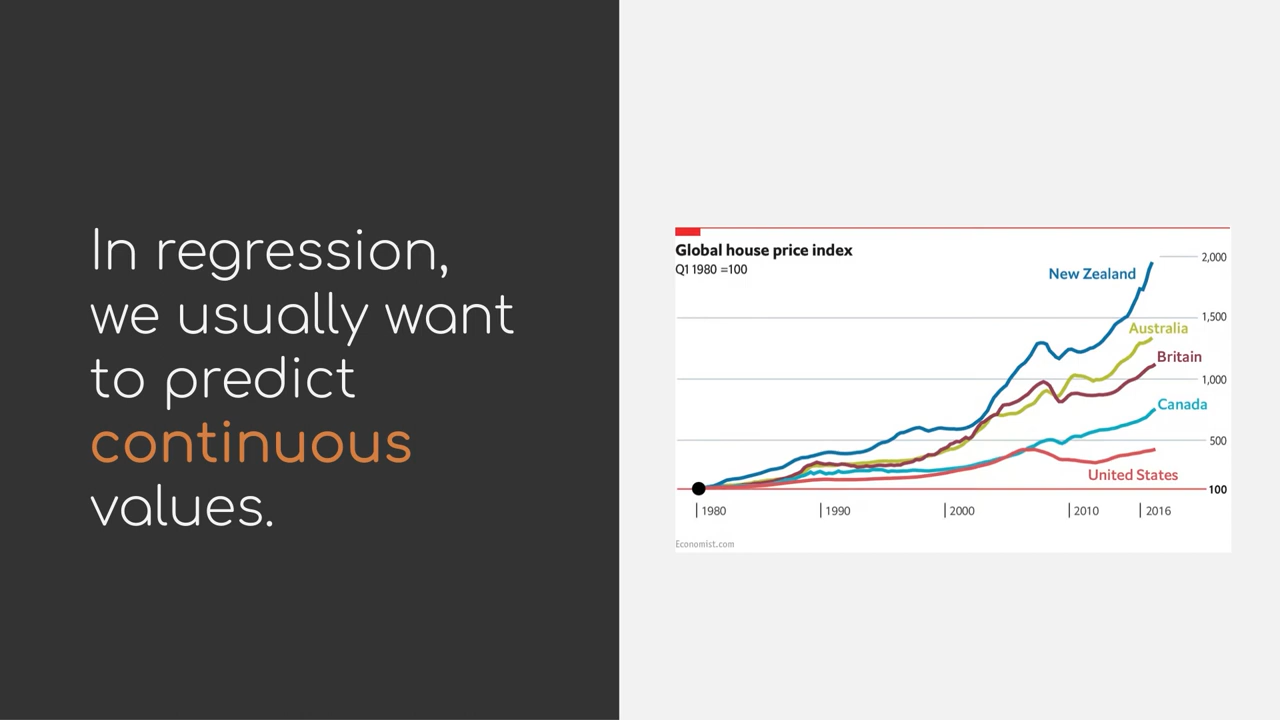 In regression,
we usually want
to predict
continuous
values.
Global house price index
Q1 1980 =100
2,000
New Zealand
1,500
Australia
Britain
1,000
Canada
500
United States
100
1980
1990
2000
2010
2016
Economist.com